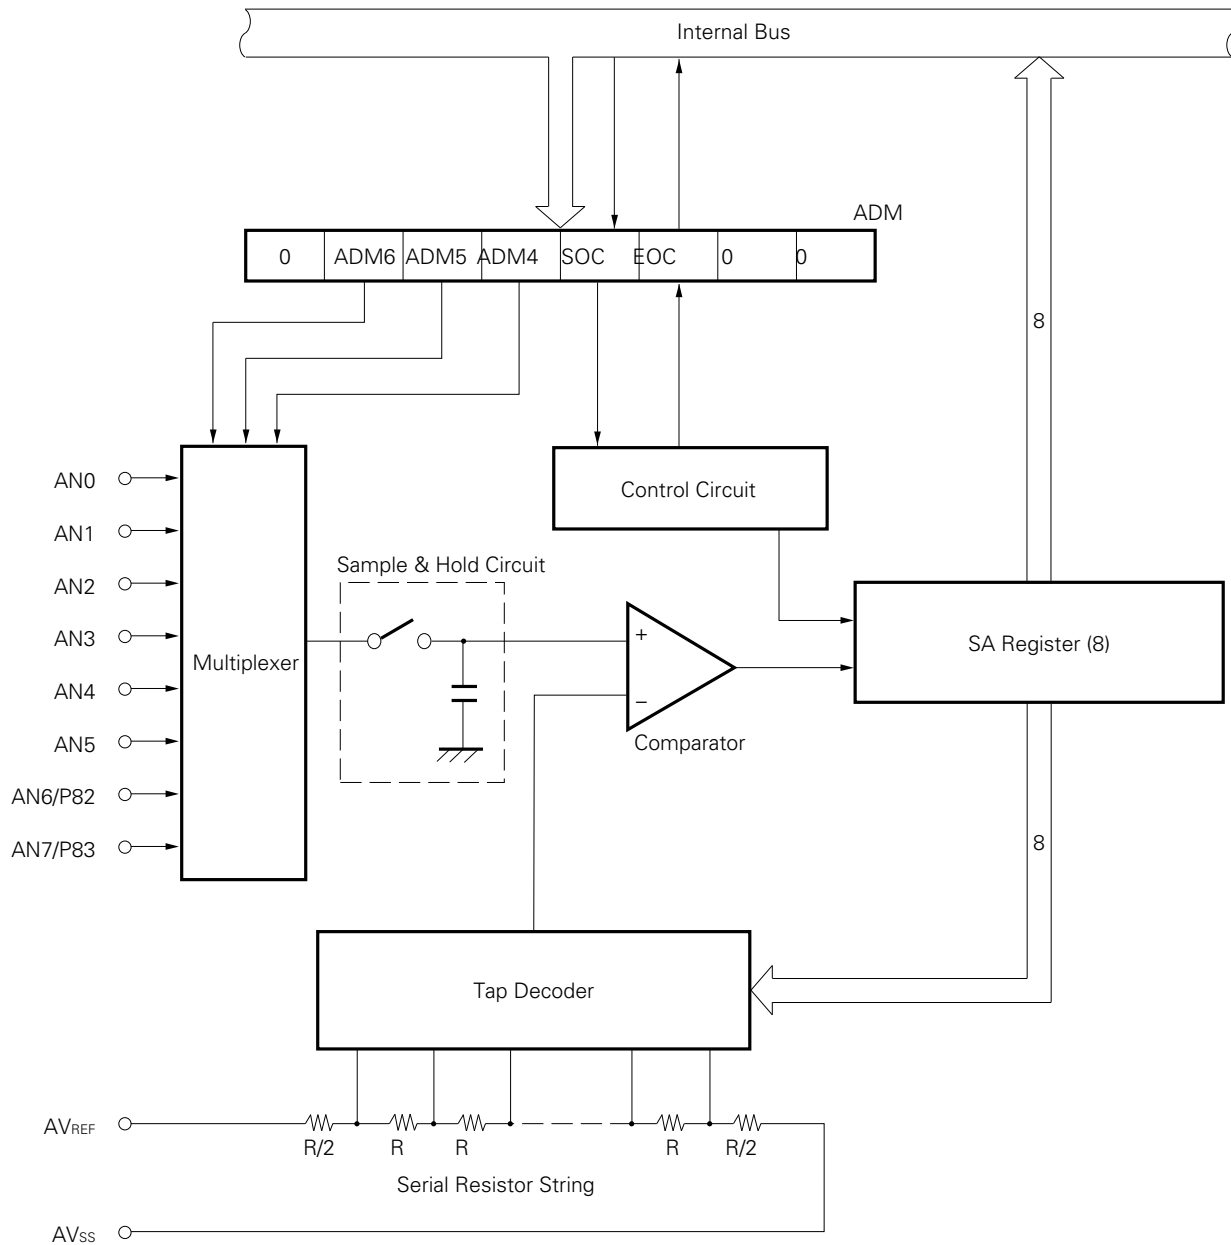 Internal Bus
ADM
0 ADM6 ADM5 ADM4 SOC EOC 0 0
8
AN0
AN1
AN2
AN3
AN4
AN5
AN6/P82
AN7/P83
Multiplexer
Control Circuit
Sample & Hold Circuit
+
−
Comparator
SA Register (8)
8
Tap Decoder
AVREF
R/2 R R R R/2
Serial Resistor String
AVSS